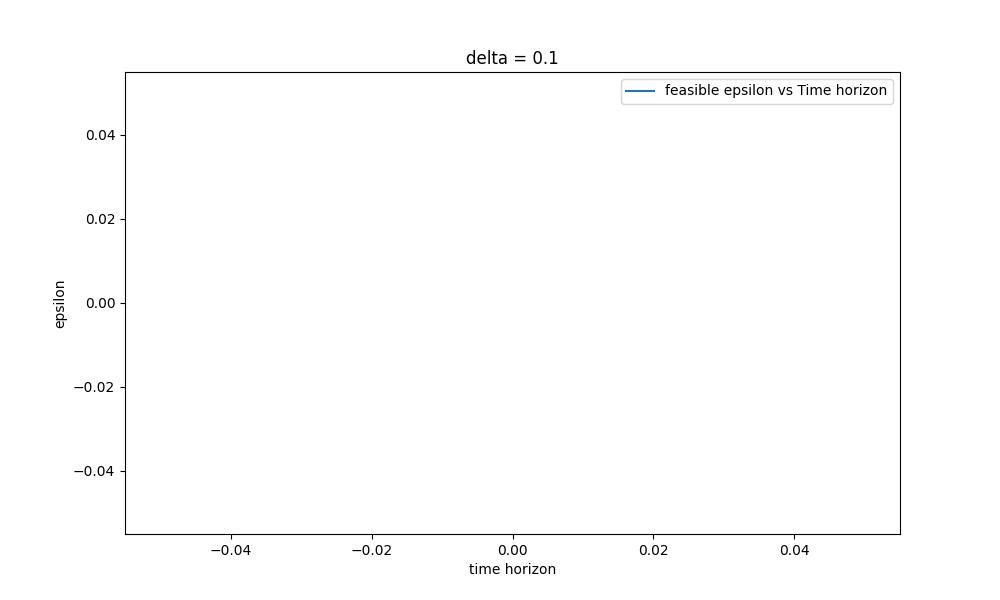 delta = 0.1
feasible epsilon vs Time horizon
0.04
0.02
0.00
−0.02
−0.04
epsilon
−0.04 −0.02 0.00 0.02 0.04
time horizon